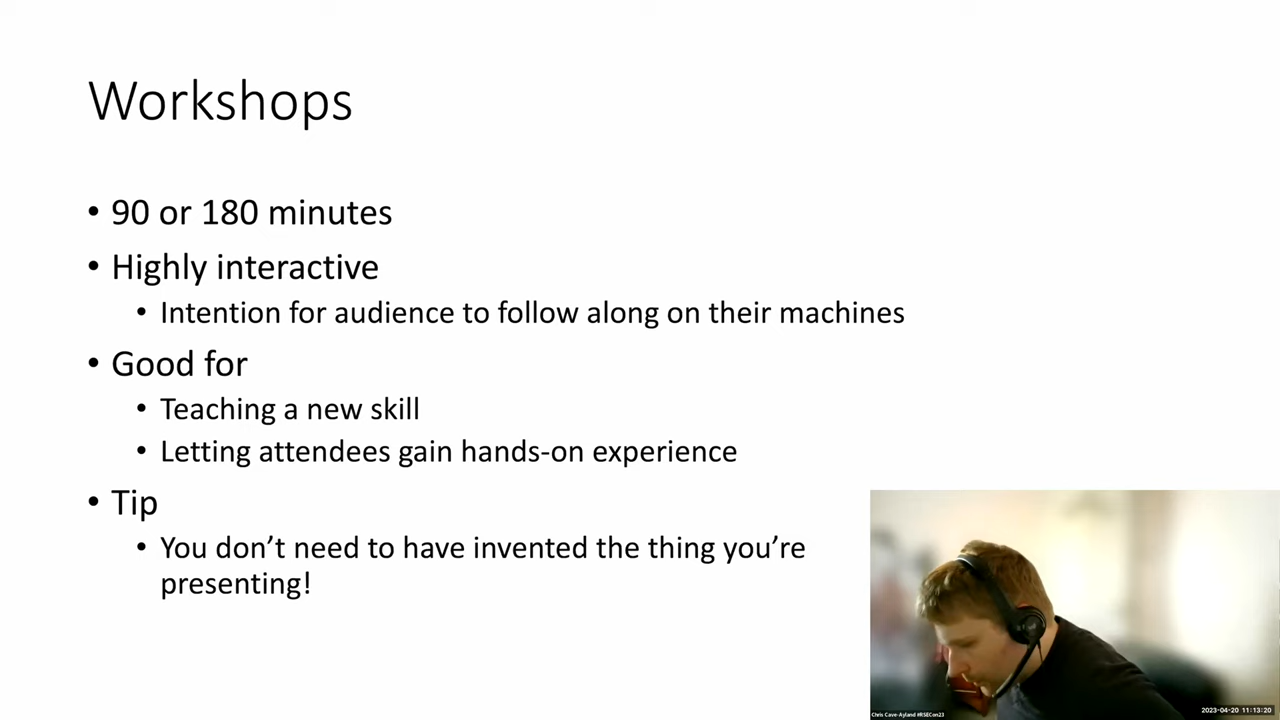 Workshops
• 90 or 180 minutes
• Highly interactive
• Intention for audience to follow along on their machines
• Good for
• Teaching a new skill
• Letting attendees gain hands-on experience
• Tip
• You don’t need to have invented the thing you’re
presenting!
Chris Cave-Ayland #RSECon23
2023-04-20 11:13:20